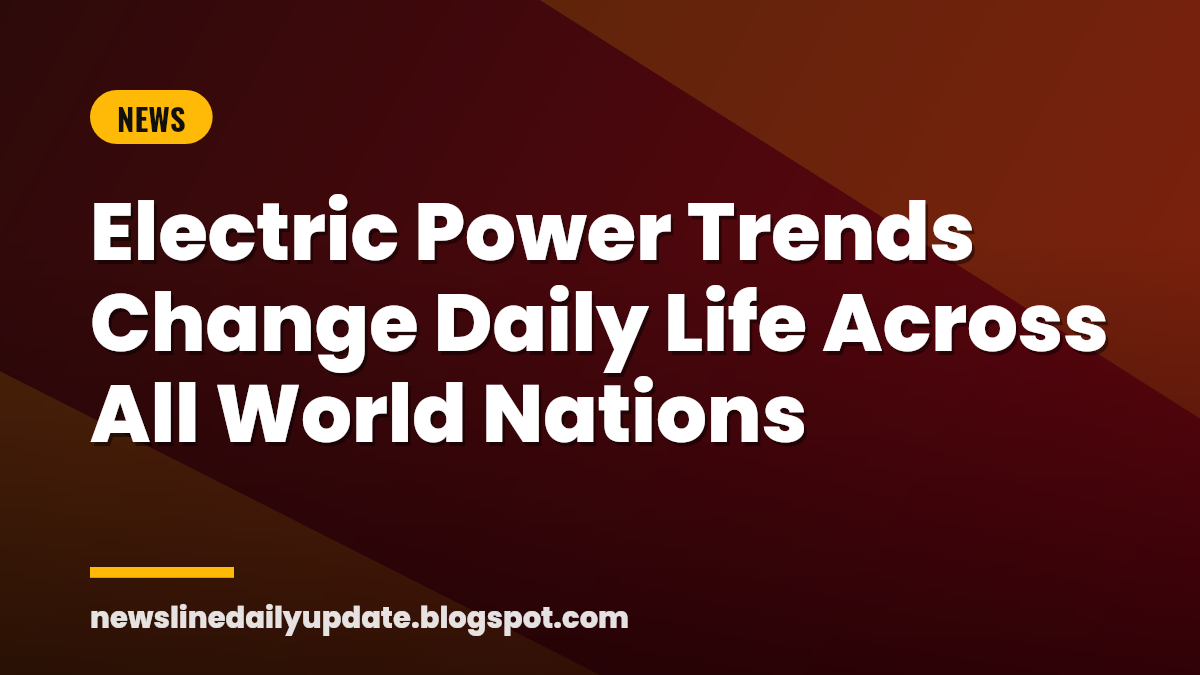 NEWS
Electric Power Trends
Change Daily Life Across
All World Nations
newslinedailyupdate.blogspot.com